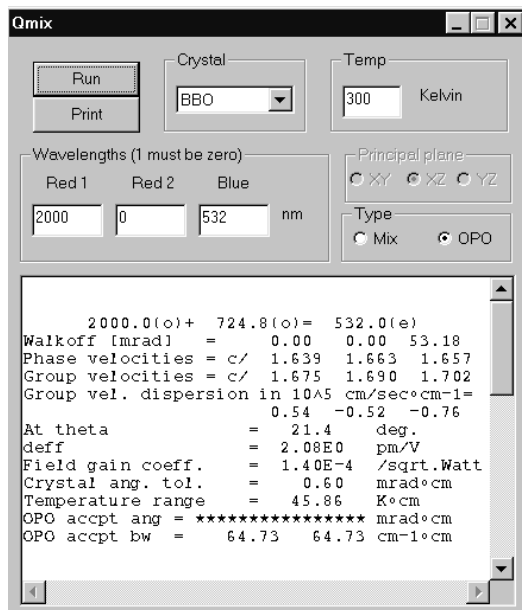 Qmix
Run
Print
Crystal
BBO
Temp
300 Kelvin
Wavelengths (1 must be zero)
Red 1 Red 2 Blue
2000 0 532 nm
Principal plane
XY XZ YZ
Type
Mix OPO
2000.0(o)+ 724.8(o)= 532.0(e)
Walkoff [mrad] = 0.00 0.00 53.18
Phase velocities = c/ 1.639 1.663 1.657
Group velocities = c/ 1.675 1.690 1.702
Group vel. dispersion in 10^5 cm/sec∘cm-1=
0.54 -0.52 -0.76
At theta = 21.4 deg.
deff = 2.08E0 pm/V
Field gain coeff. = 1.40E-4 /sqrt.Watt
Crystal ang. tol. = 0.60 mrad∘cm
Temperature range = 45.86 K∘cm
OPO accpt ang = **************** mrad∘cm
OPO accpt bw = 64.73 64.73 cm-1∘cm